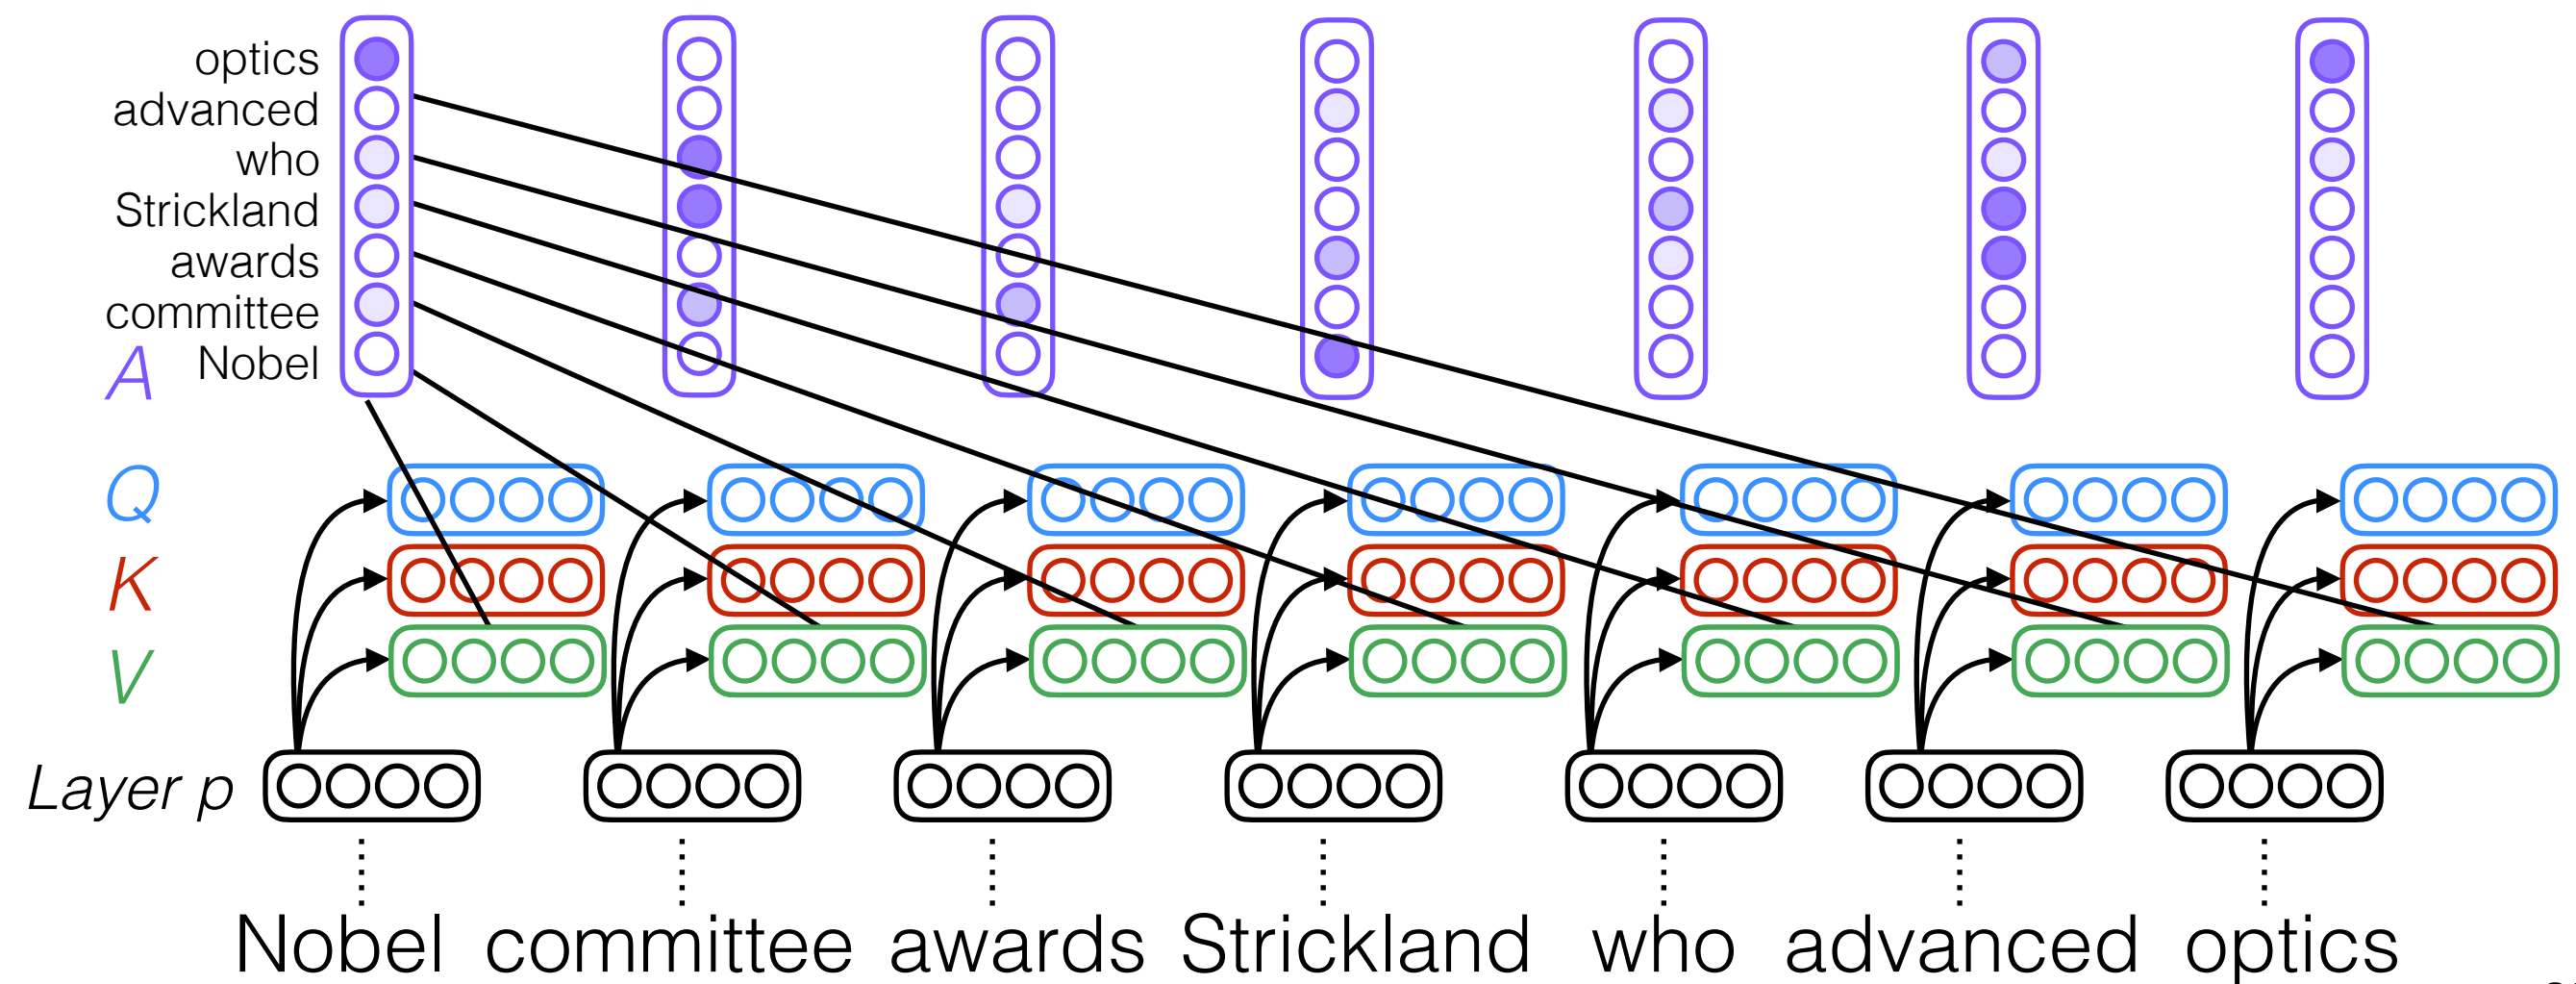 optics
advanced
who
Strickland
awards
committee
Nobel
A
Q
K
V
Layer p
Nobel committee awards Strickland who advanced optics